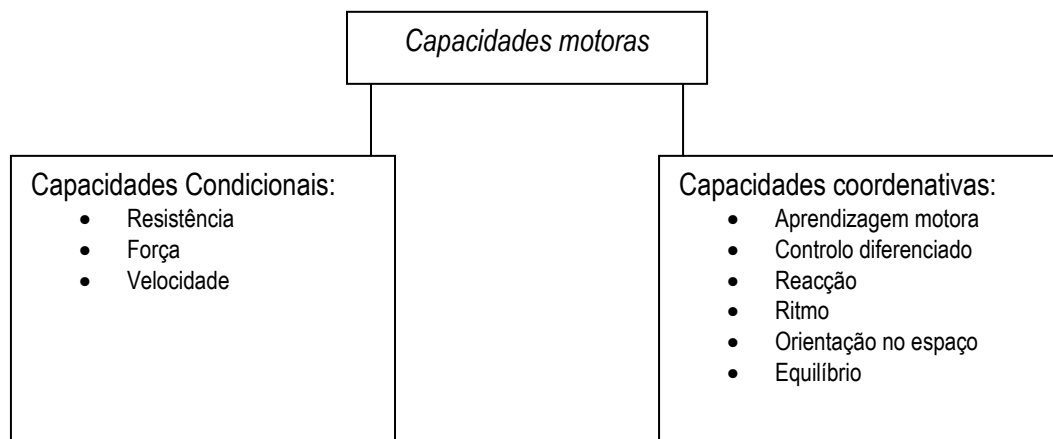 Capacidades motoras
Capacidades Condicionais:
• Resistência
• Força
• Velocidade
Capacidades coordenativas:
• Aprendizagem motora
• Controlo diferenciado
• Reacção
• Ritmo
• Orientação no espaço
• Equilíbrio